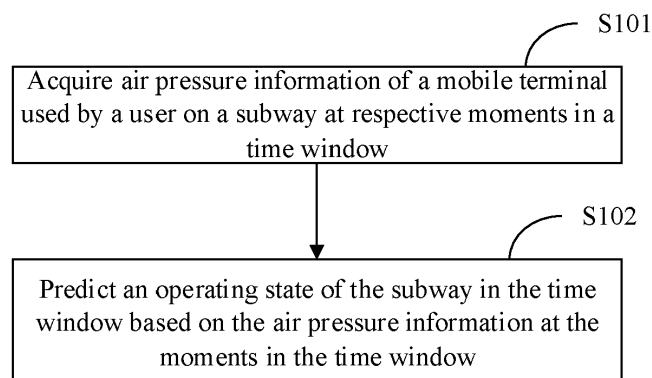 S101
Acquire air pressure information of a mobile terminal
used by a user on a subway at respective moments in a
time window
S102
Predict an operating state of the subway in the time
window based on the air pressure information at the
moments in the time window